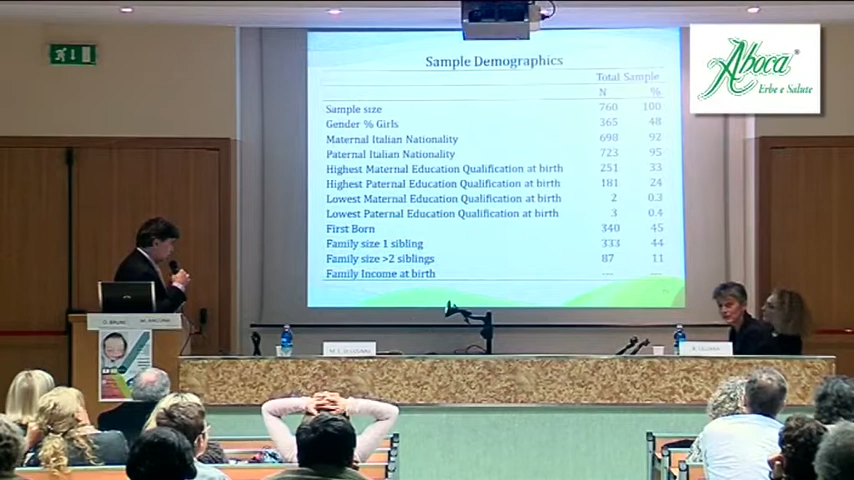 Sample Demographics
Total Sample
N %
Sample size 760 100
Gender % Girls 365 48
Maternal Italian Nationality 698 92
Paternal Italian Nationality 723 95
Highest Maternal Education Qualification at birth 251 33
Highest Paternal Education Qualification at birth 181 24
Lowest Maternal Education Qualification at birth 2 0.3
Lowest Paternal Education Qualification at birth 3 0.4
First Born 340 45
Family size 1 sibling 333 44
Family size >2 siblings 87 11
Family Income at birth --- ---
Aboca®
Erbe e Salute